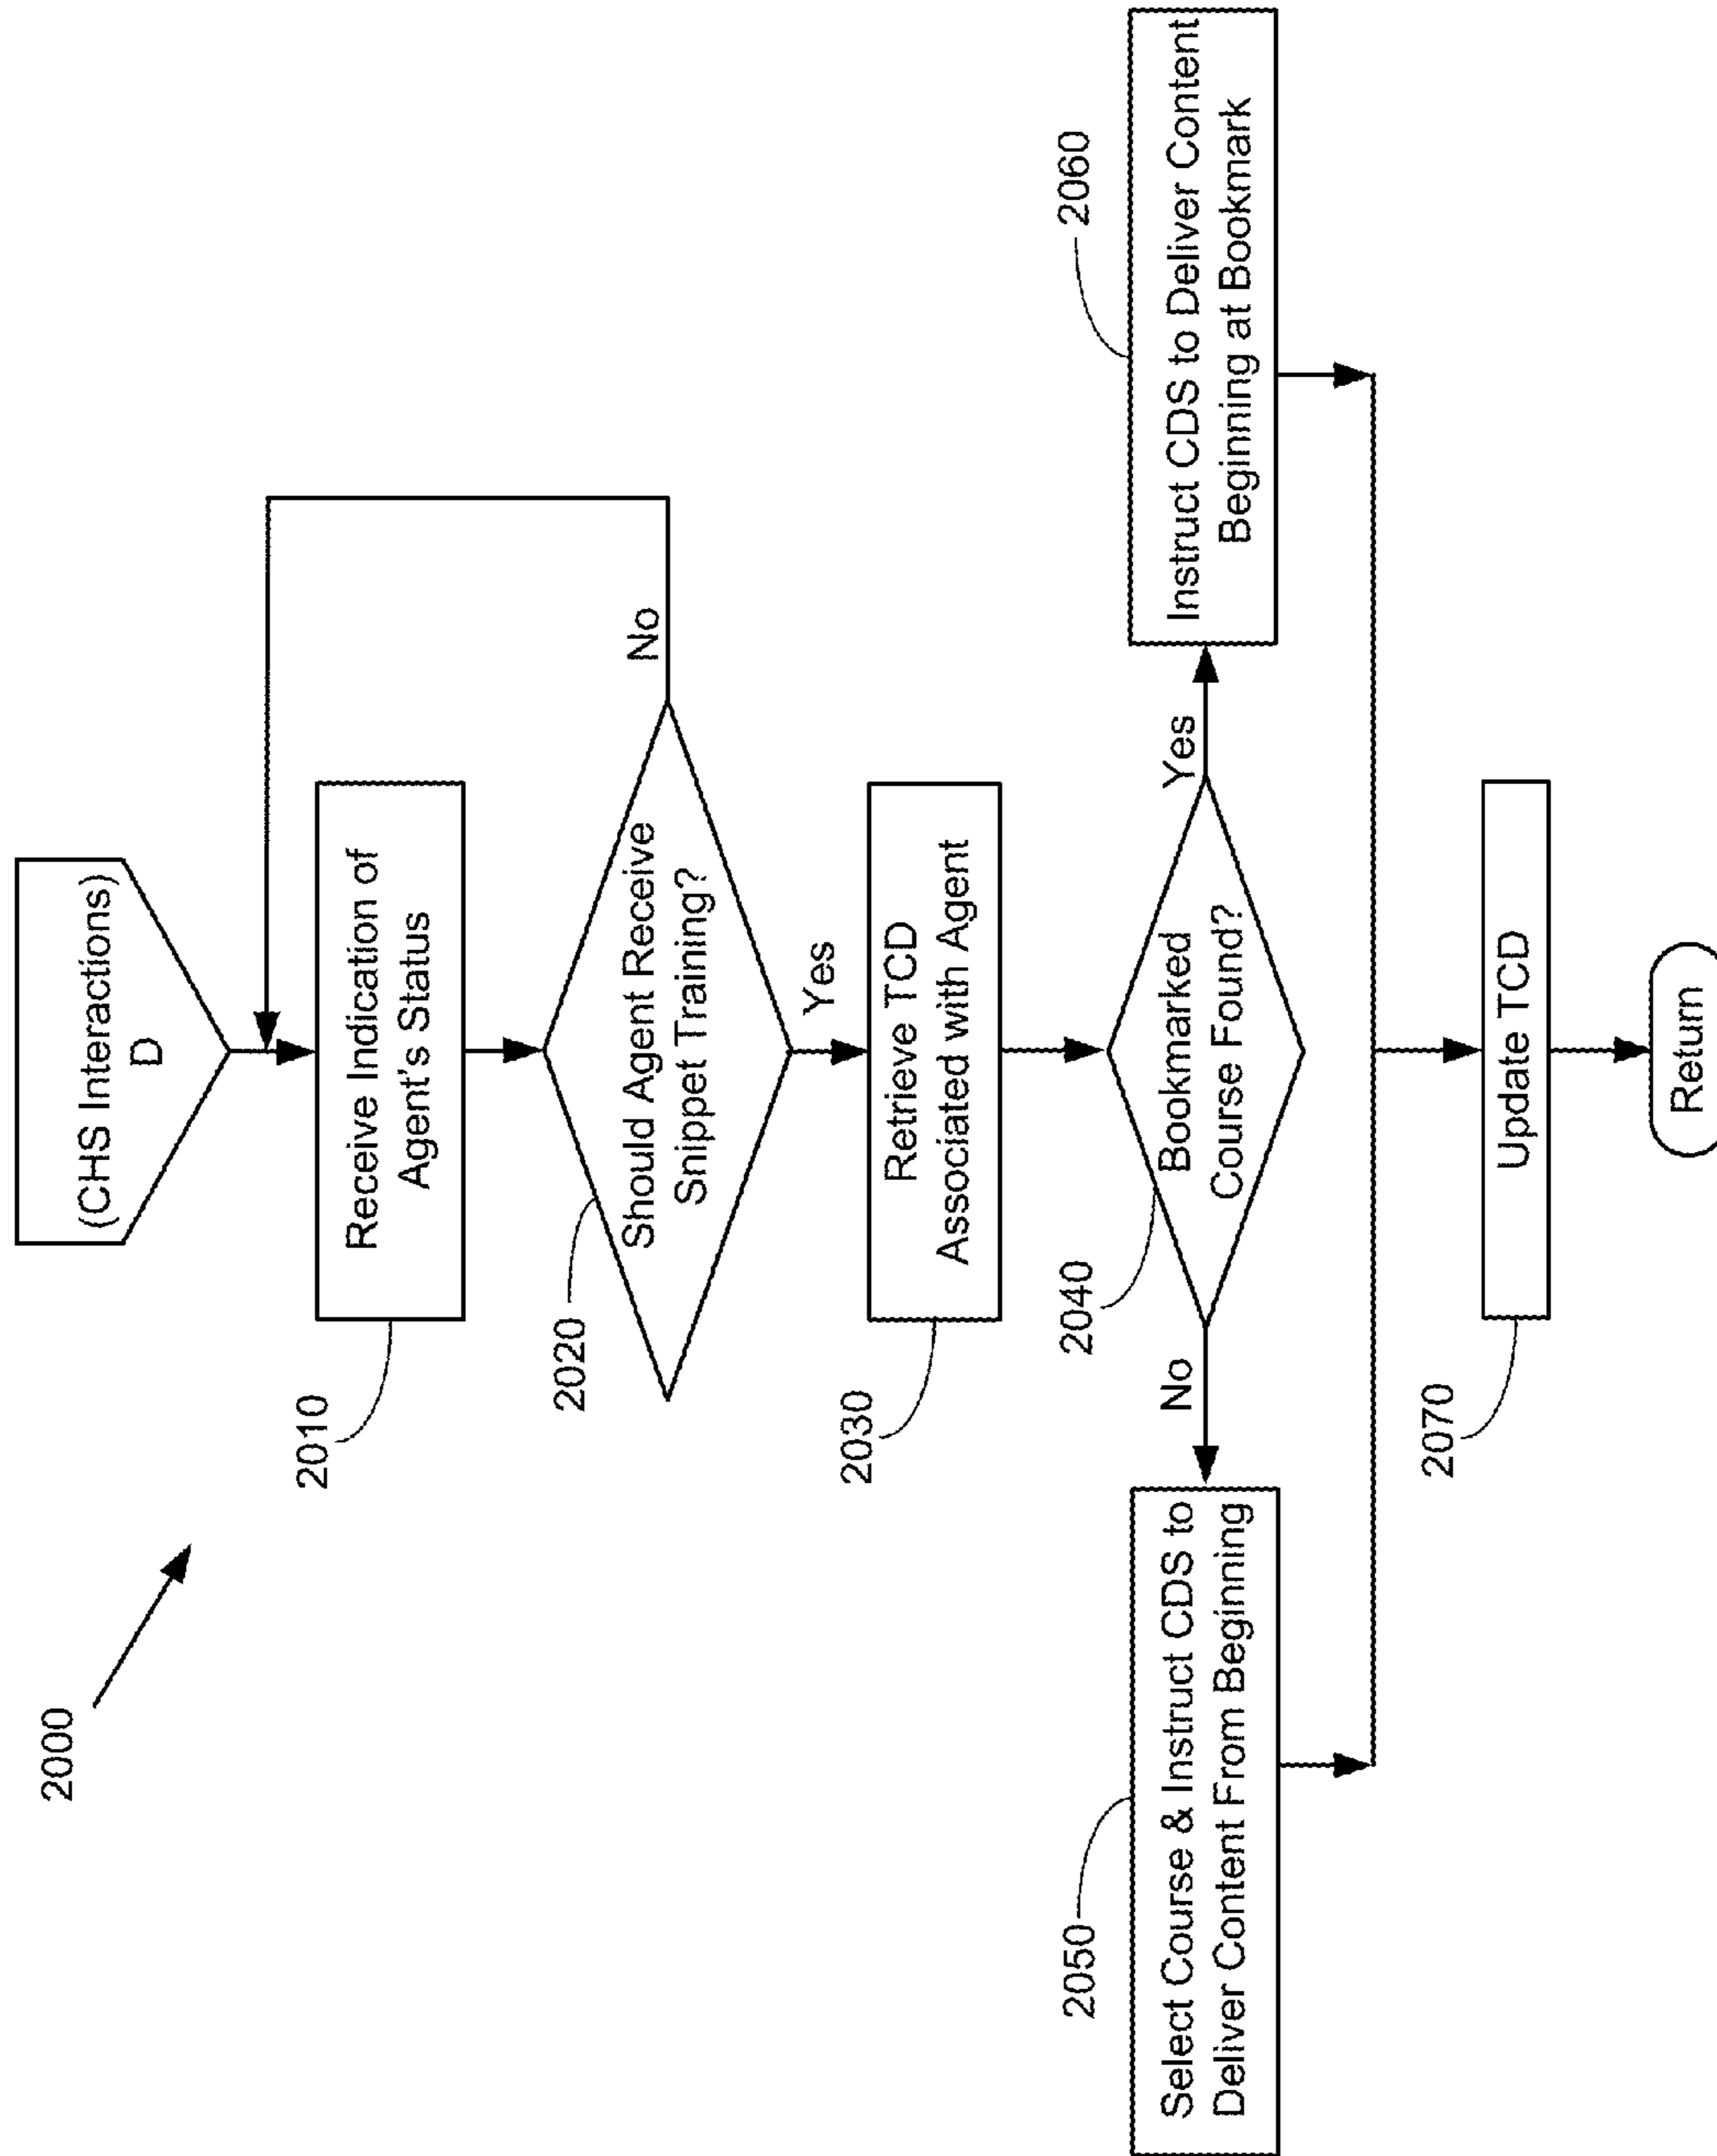 2000
(CHS Interactions)
D
2010
Receive Indication of
Agent's Status
2020
Should Agent Receive
Snippet Training?
No
Yes
2030
Retrieve TCD
Associated with Agent
2040
Bookmarked
Course Found?
No
Yes
2050
Select Course & Instruct CDS to
Deliver Content From Beginning
2060
Instruct CDS to Deliver Content
Beginning at Bookmark
2070
Update TCD
Return